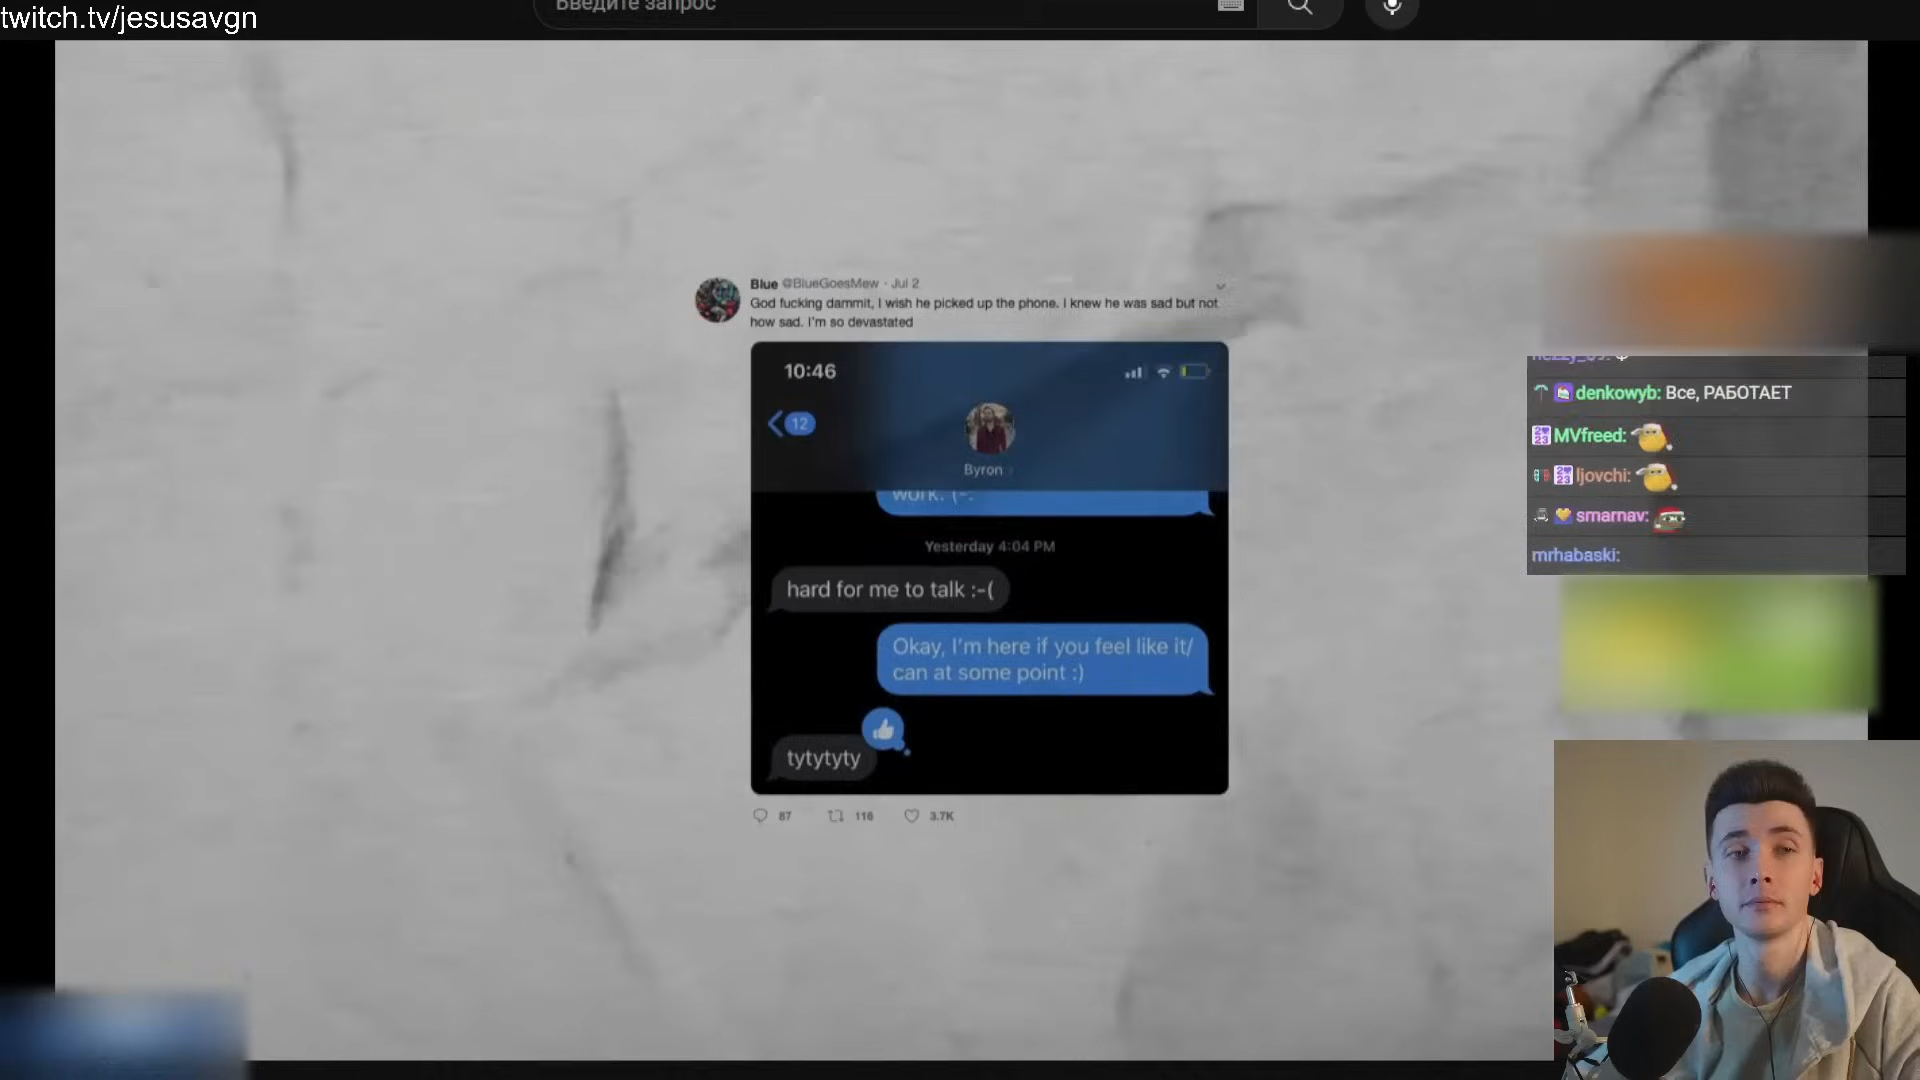 twitch.tv/jesusavgn
Введите запрос
Blue @BlueGoesMew · Jul 2
God fucking dammit, I wish he picked up the phone. I knew he was sad but not
how sad. I'm so devastated
10:46
12
Byron
work. (-:
Yesterday 4:04 PM
hard for me to talk :-(
Okay, I'm here if you feel like it/
can at some point :)
tytytyty
87 116 3.7K
denkowyb: Все, РАБОТАЕТ
MVfreed:
ljovchi:
smarnav:
mrhabaski: